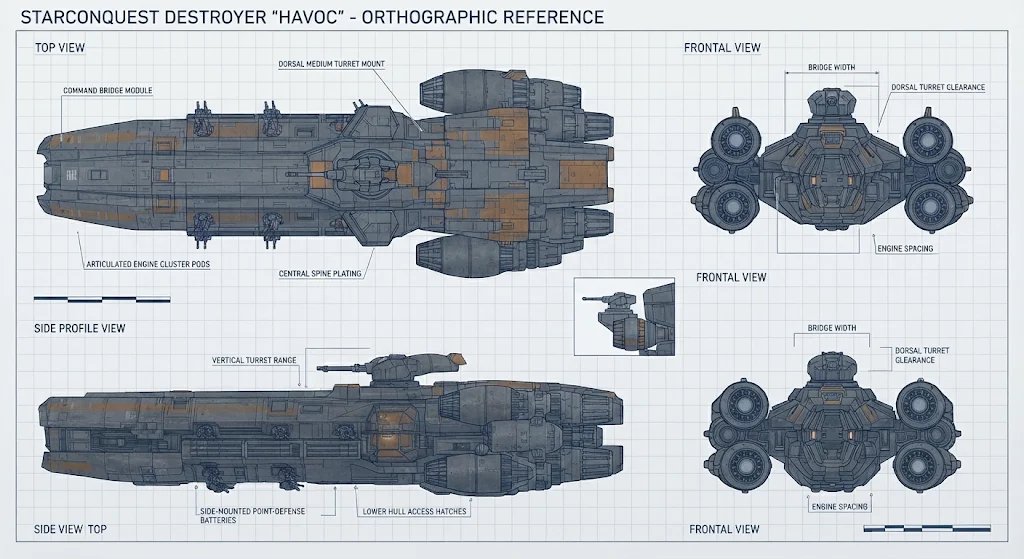 STARCONQUEST DESTROYER "HAVOC" - ORTHOGRAPHIC REFERENCE
TOP VIEW
DORSAL MEDIUM TURRET MOUNT
COMMAND BRIDGE MODULE
ARTICULATED ENGINE CLUSTER PODS
CENTRAL SPINE PLATING
FRONTAL VIEW
BRIDGE WIDTH
DORSAL TURRET CLEARANCE
ENGINE SPACING
FRONTAL VIEW
SIDE PROFILE VIEW
VERTICAL TURRST RANGE
SIDE-NOUNTED POINT-DEFENSE
BATTERIES
LOWER HULL ACCESS HATCHES
SIDE VIEW TOP
BRIDGE WIDTH
DORSAL TURRET
GLEARANCE
ENGINE SPACING
FRONTAL VIEW